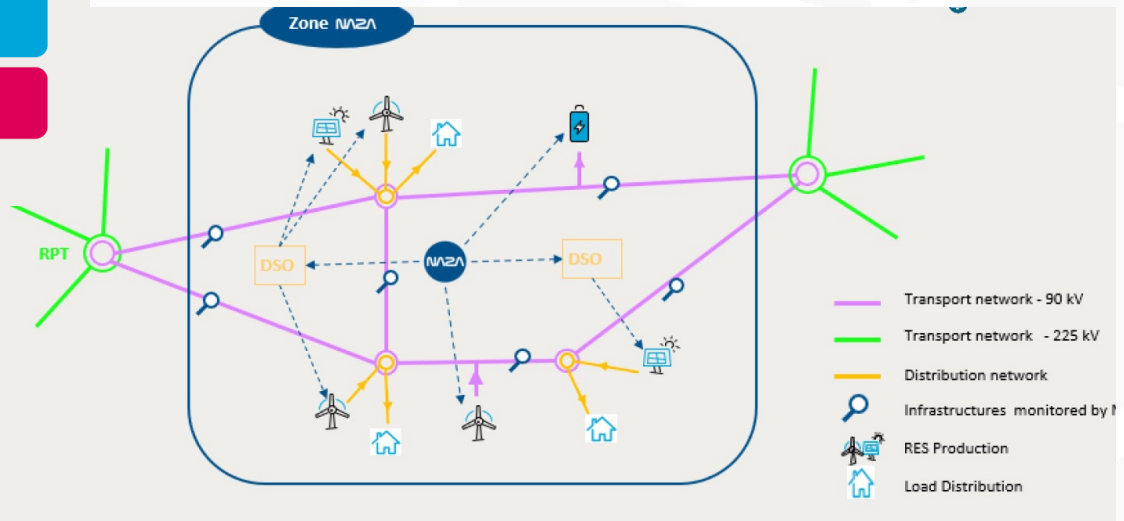 Zone NAZA
RPT
DSO
NAZA
DSO
Transport network - 90 kV
Transport network - 225 kV
Distribution network
Infrastructures monitored by
RES Production
Load Distribution